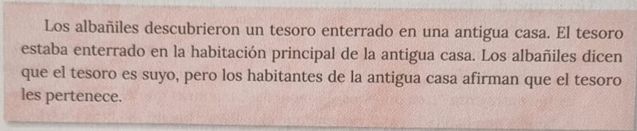 Los albañiles descubrieron un tesoro enterrado en una antigua casa. El tesoro
estaba enterrado en la habitación principal de la antigua casa. Los albañiles dicen
que el tesoro es suyo, pero los habitantes de la antigua casa afirman que el tesoro
les pertenece.